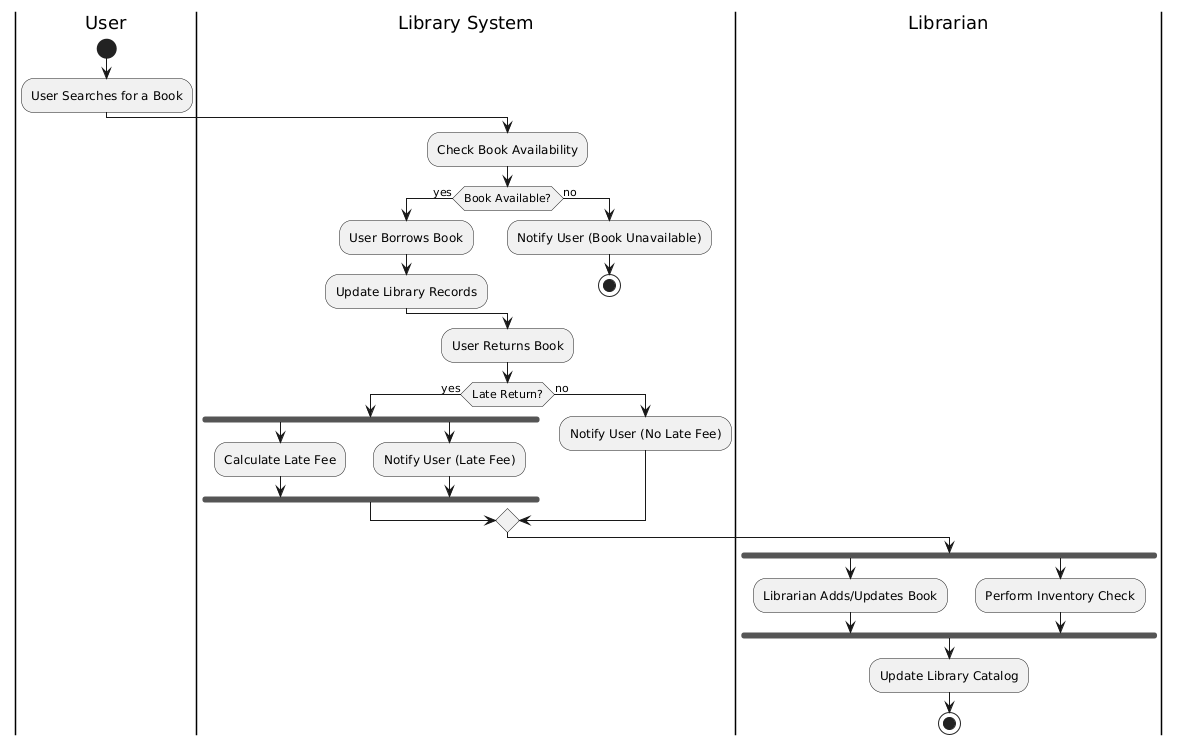 User
Library System
Librarian
User Searches for a Book
Check Book Availability
yes
Book Available?
no
User Borrows Book
Notify User (Book Unavailable)
Update Library Records
User Returns Book
yes
Late Return?
no
Notify User (No Late Fee)
Calculate Late Fee
Notify User (Late Fee)
Librarian Adds/Updates Book
Perform Inventory Check
Update Library Catalog